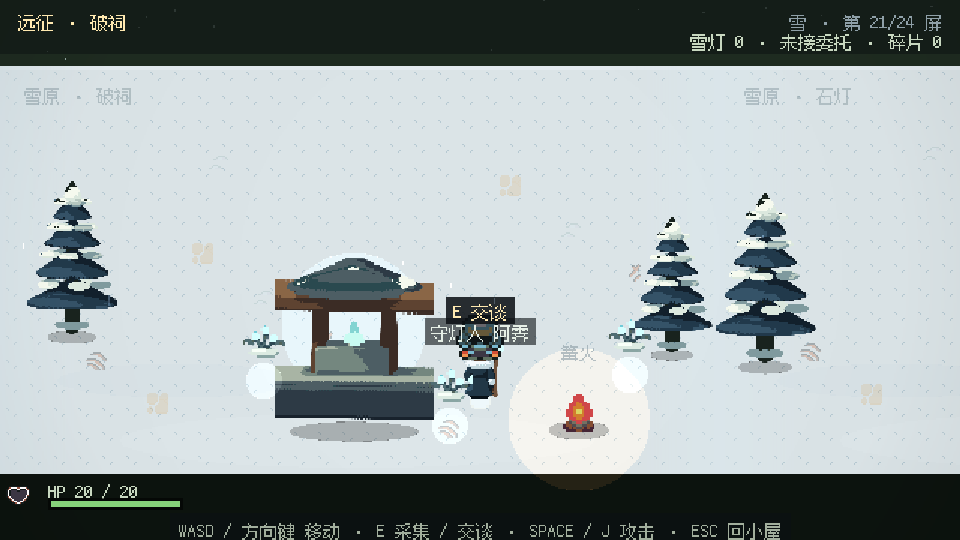 远征 · 破祠
雪 · 第 21/24 屏
雪灯 0 · 未接委托 · 碎片 0
雪原 · 破祠
雪原 · 石灯
E 交谈
守灯人 阿霁
篝火
HP 20 / 20
WASD / 方向键 移动 · E 采集 / 交谈 · SPACE / J 攻击 · ESC 回小屋